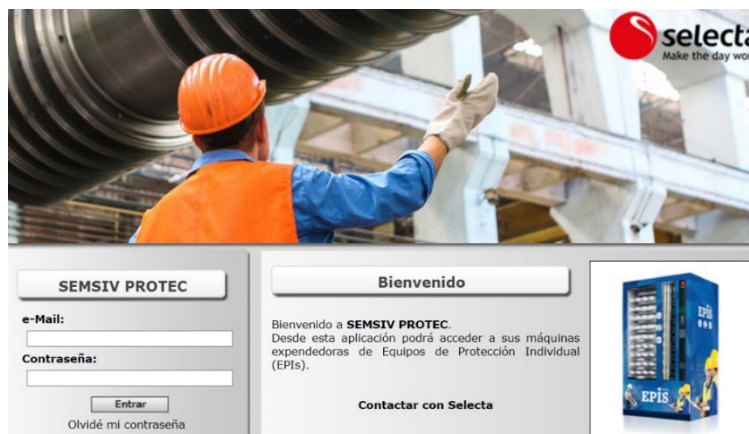 selecta
Make the day wor
SEMSIV PROTEC
e-Mail:
Contraseña:
Entrar
Olvidé mi contraseña
Bienvenido
Bienvenido a SEMSIV PROTEC.
Desde esta aplicación podrá acceder a sus máquinas
expendedoras de Equipos de Protección Individual
(EPIs).
Contactar con Selecta
EPIS
EPIS